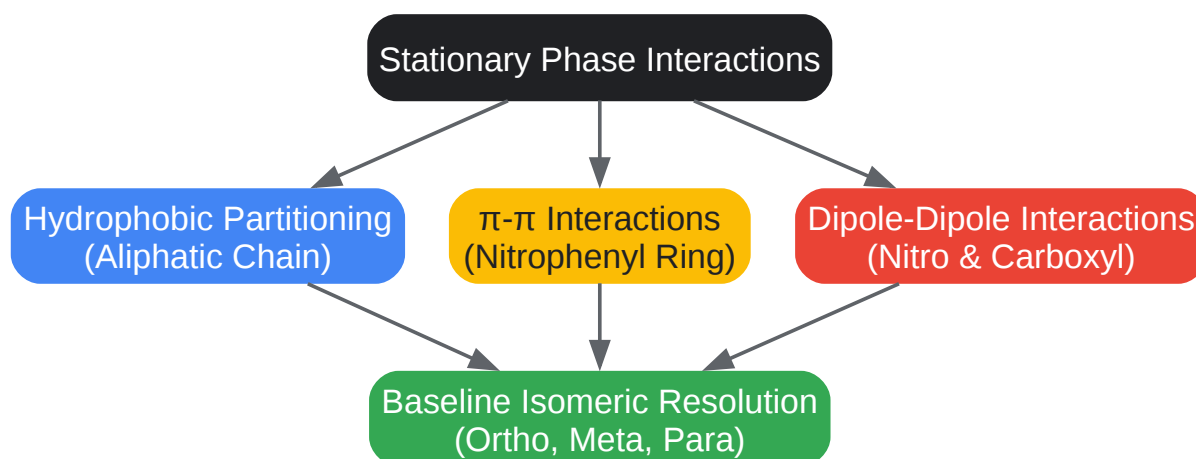 Stationary Phase Interactions
Hydrophobic Partitioning
(Aliphatic Chain)
π-π Interactions
(Nitrophenyl Ring)
Dipole-Dipole Interactions
(Nitro & Carboxyl)
Baseline Isomeric Resolution
(Ortho, Meta, Para)